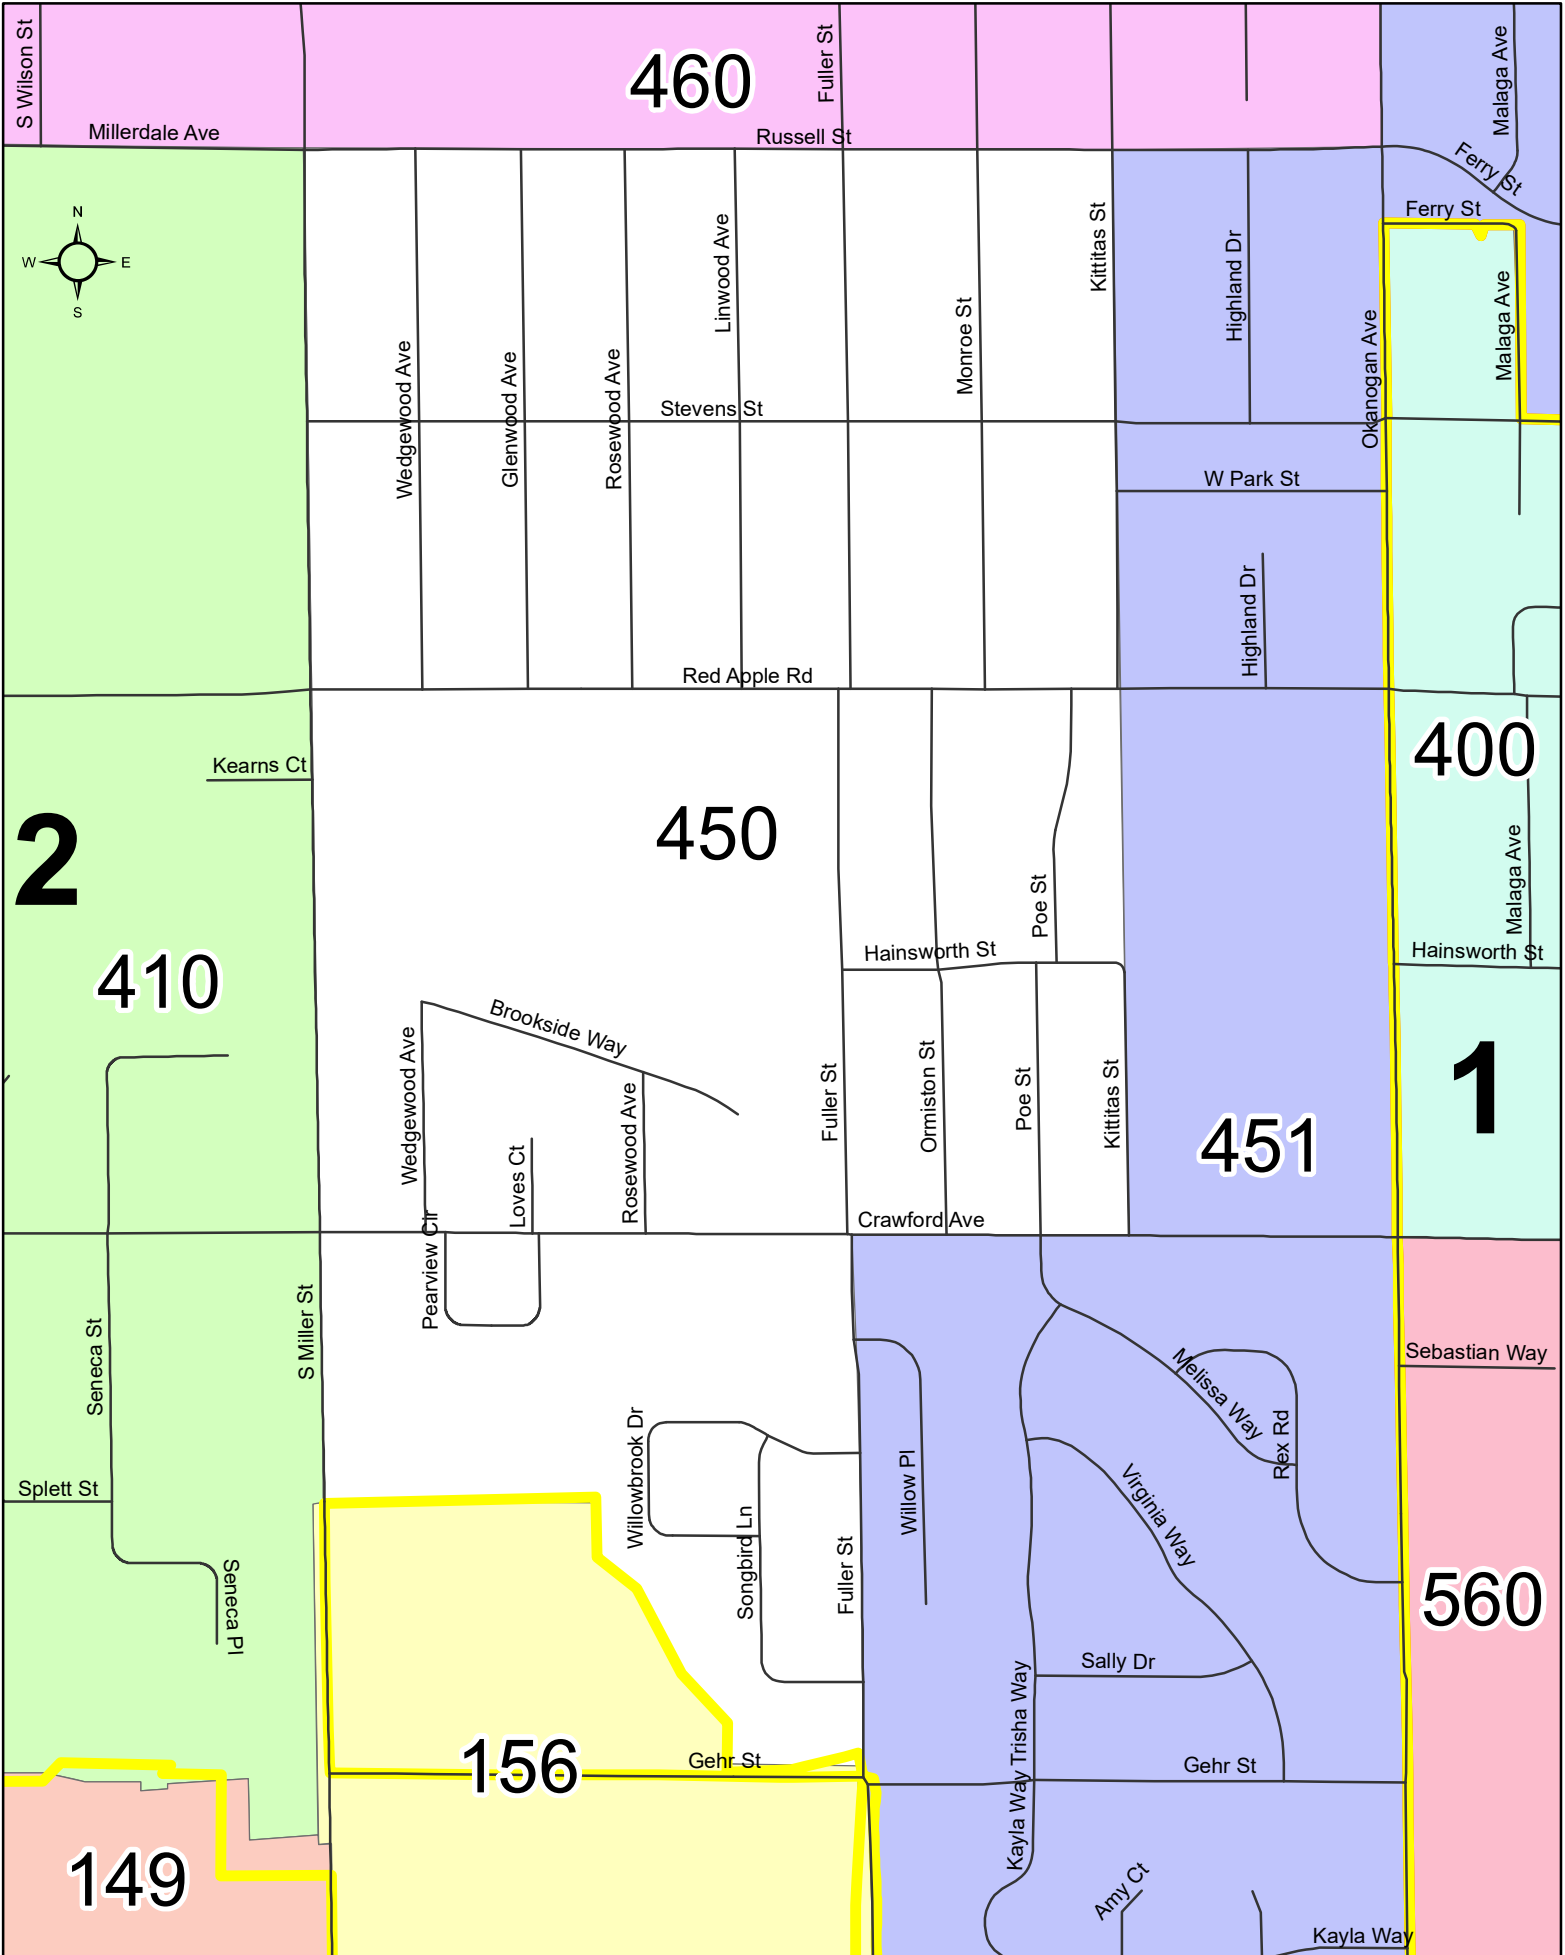 S Wilson St
Fuller St
Malaga Ave
460
Millerdale Ave
Russell St
Ferry St
Ferry St
N
W
E
S
Linwood Ave
Kittitas St
Highland Dr
Malaga Ave
Monroe St
Okanogan Ave
Wedgewood Ave
Glenwood Ave
Rosewood Ave
Stevens St
W Park St
Highland Dr
Red Apple Rd
400
Kearns Ct
2
450
Malaga Ave
Poe St
Hainsworth St
Hainsworth St
410
Brookside Way
Wedgewood Ave
Loves Ct
Rosewood Ave
Fuller St
Ormiston St
Poe St
Kittitas St
451
1
Crawford Ave
Pearview Cir
S Miller St
Seneca St
Sebastian Way
Melissa Way
Rex Rd
Willowbrook Dr
Willow Pl
Virginia Way
Splett St
Songbird Ln
Fuller St
Seneca Pl
560
Sally Dr
Kayla Way Trisha Way
156
Gehr St
Gehr St
149
Amy Ct
Kayla Way